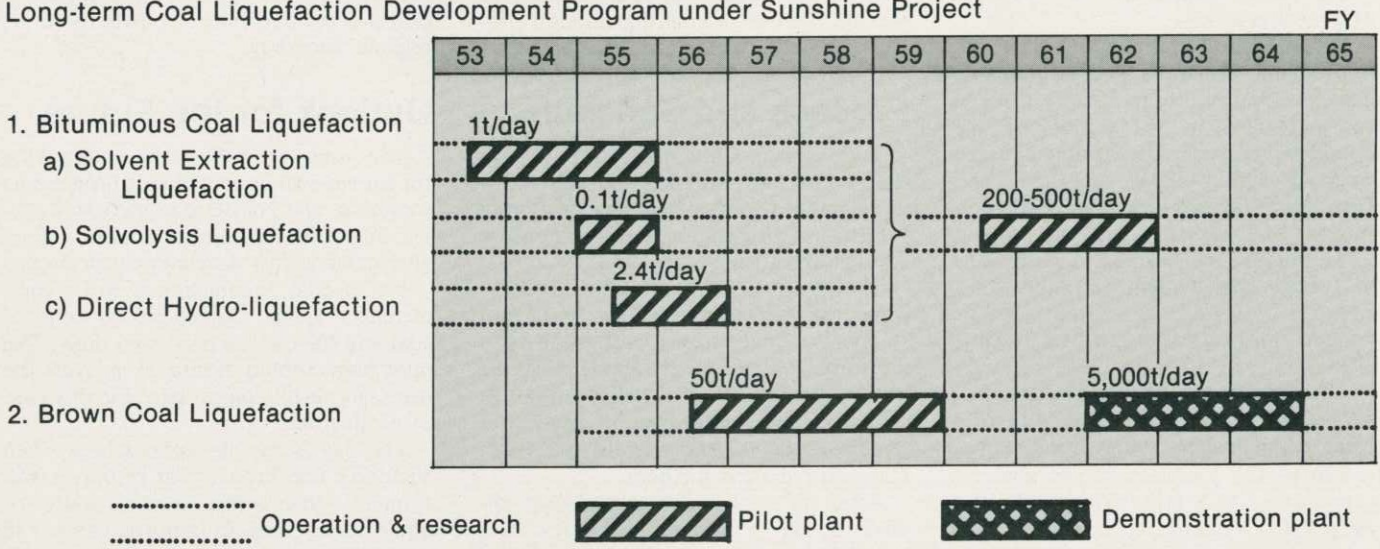 Long-term Coal Liquefaction Development Program under Sunshine Project
FY
53 54 55 56 57 58 59 60 61 62 63 64 65
1. Bituminous Coal Liquefaction
1t/day
a) Solvent Extraction
Liquefaction
0.1t/day
200-500t/day
b) Solvolysis Liquefaction
2.4t/day
c) Direct Hydro-liquefaction
50t/day
5,000t/day
2. Brown Coal Liquefaction
Operation & research
Pilot plant
Demonstration plant